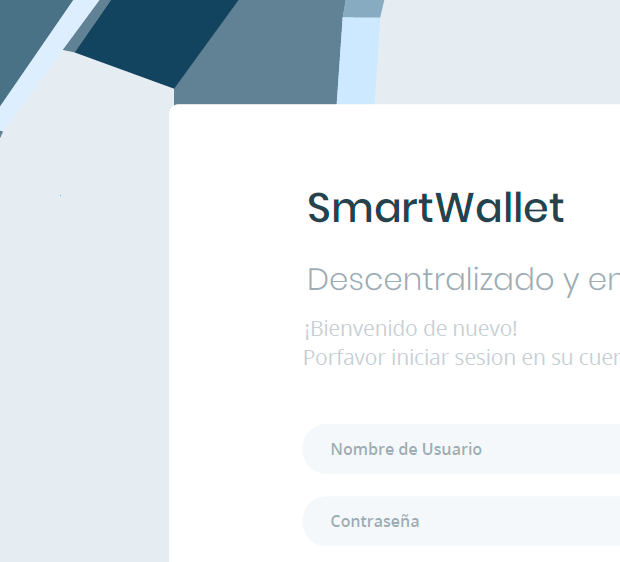 SmartWallet
Descentralizado y en
¡Bienvenido de nuevo!
Porfavor iniciar sesion en su cuen
Nombre de Usuario
Contraseña